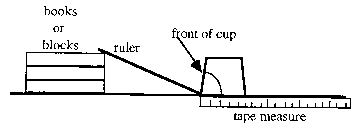 books
or
blocks
ruler
front of cup
tape measure